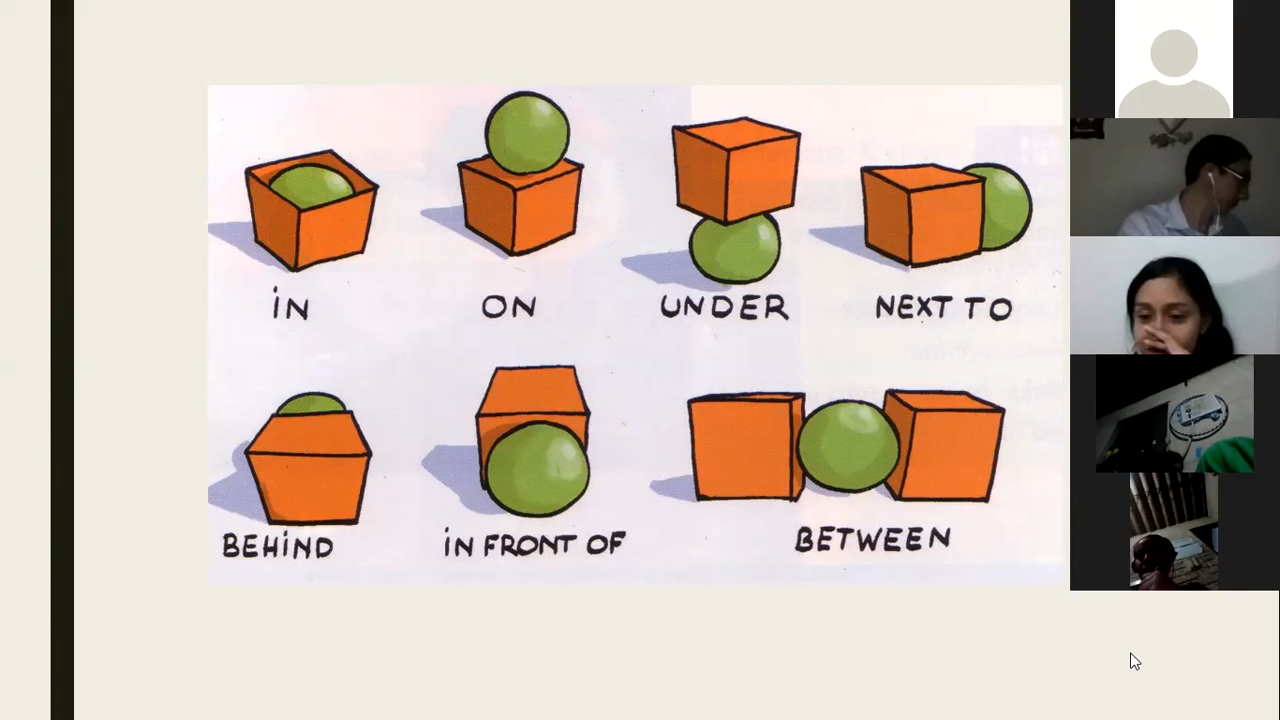 iN
ON
UNDER
NEXT TO
BEHiND
iN FRONT OF
BETWEEN